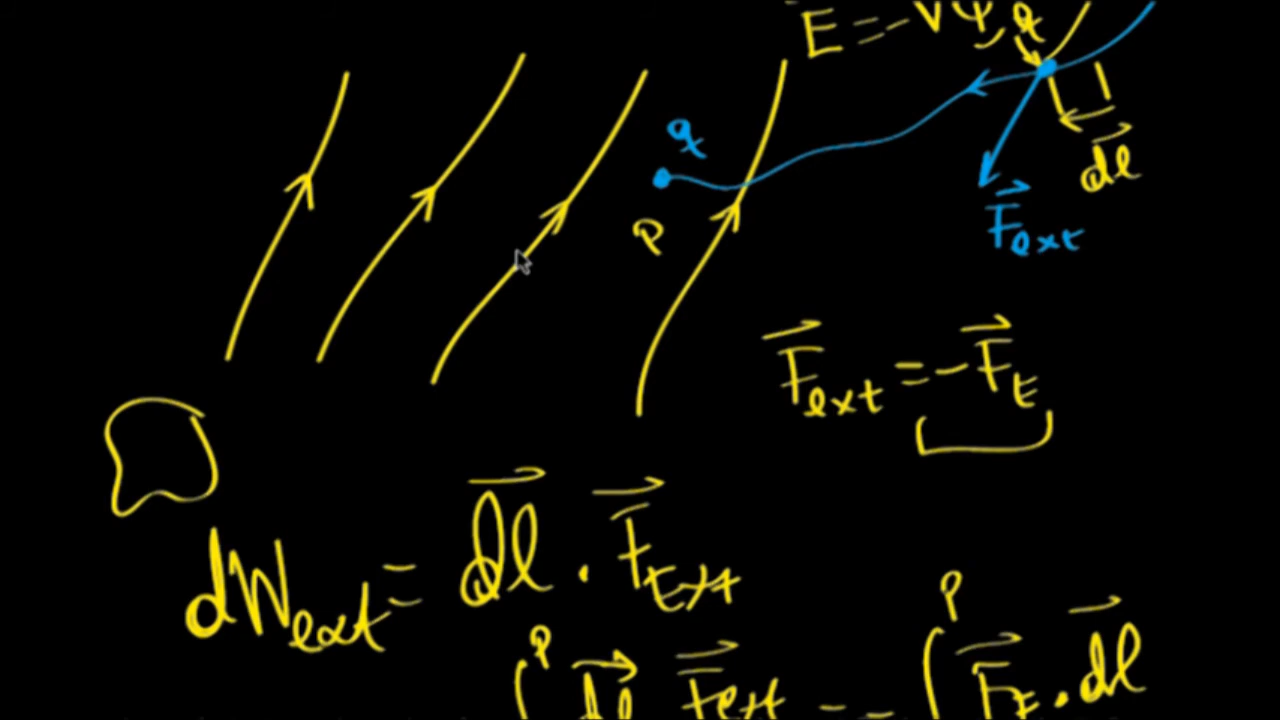 E = -∇φ, q
q
dl
P
F_ext
F_ext = -F_E
dW_ext = dl . F_Ext
P P
∫ dl F_ext = - ∫ F_E . dl